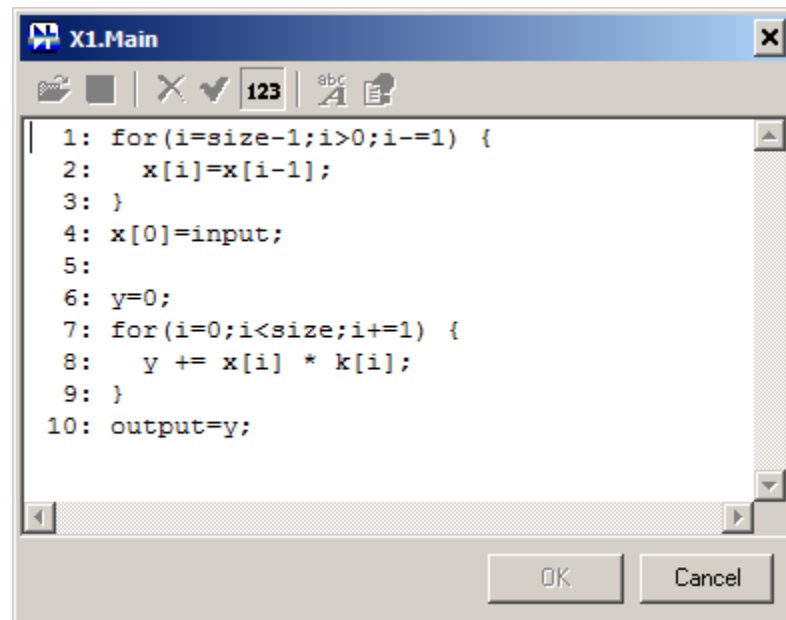 X1.Main
123
abc
A
1: for(i=size-1;i>0;i-=1) {
2:   x[i]=x[i-1];
3: }
4: x[0]=input;
5:
6: y=0;
7: for(i=0;i<size;i+=1) {
8:   y += x[i] * k[i];
9: }
10: output=y;
OK
Cancel